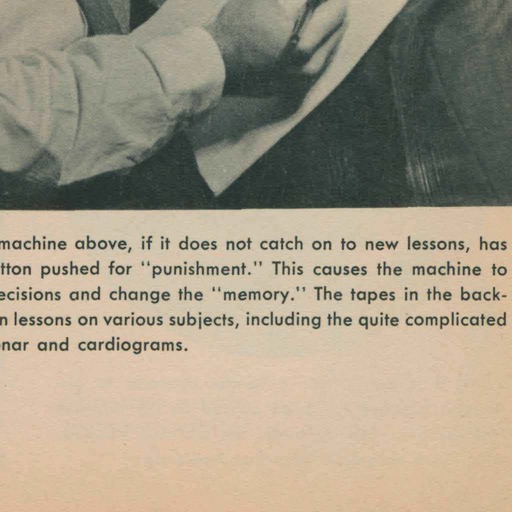 machine above, if it does not catch on to new lessons, has
tton pushed for "punishment." This causes the machine to
ecisions and change the "memory." The tapes in the back-
n lessons on various subjects, including the quite complicated
nar and cardiograms.